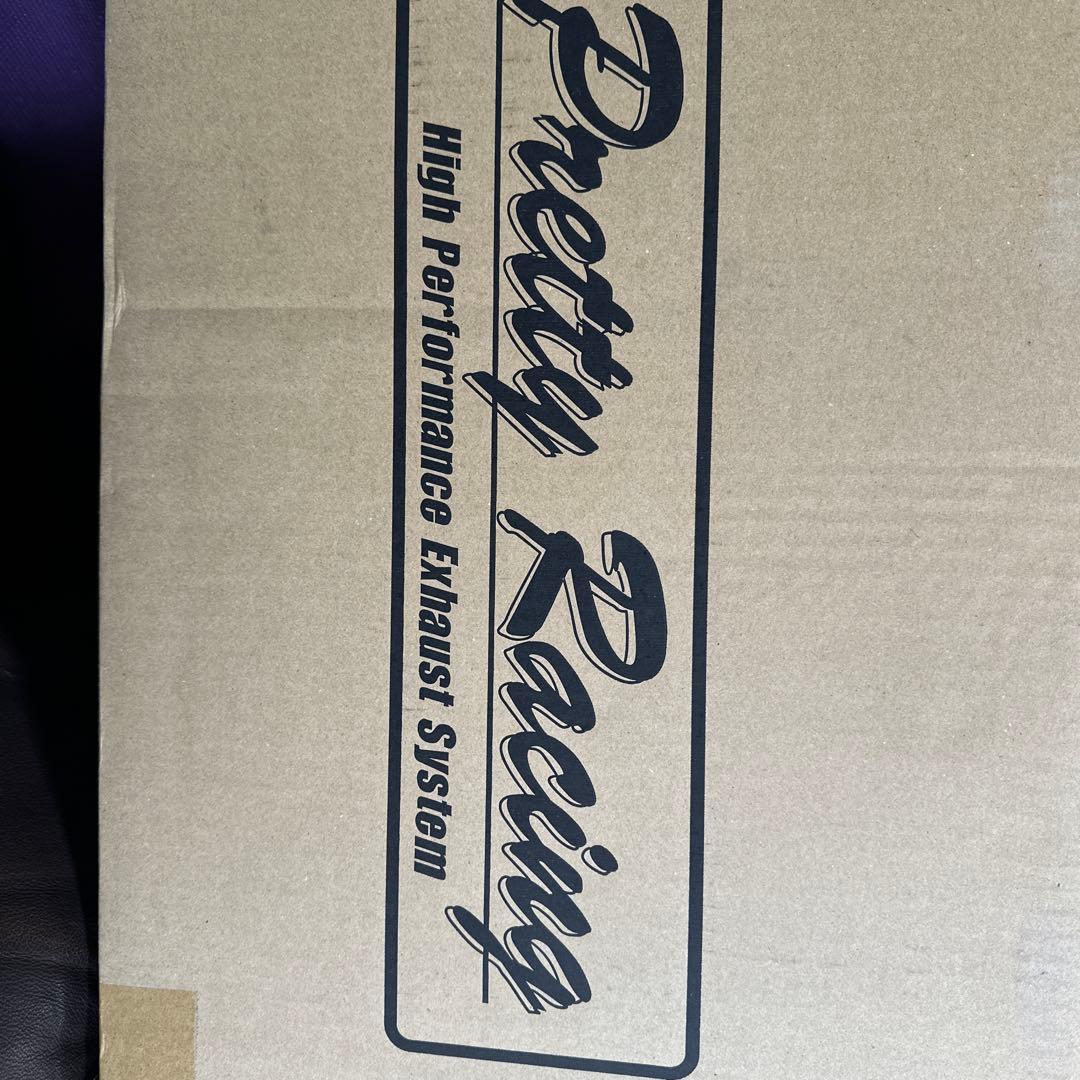 Pretty Racing
High Performance Exhaust System